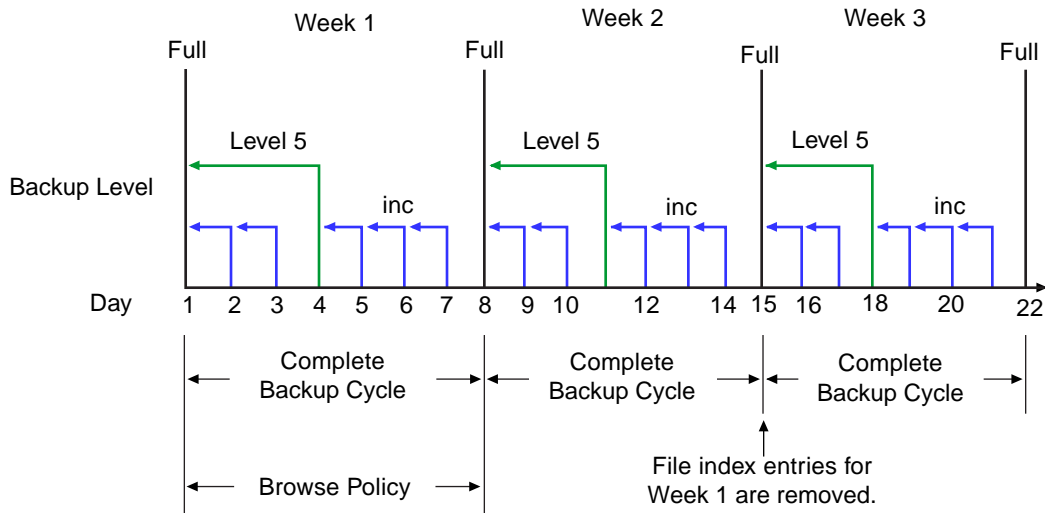 Week 1 Week 2 Week 3
Full Full Full Full
Level 5 Level 5 Level 5
Backup Level
inc inc inc
Day 1 2 3 4 5 6 7 8 9 10 12 14 15 16 18 20 22
Complete Complete Complete
Backup Cycle Backup Cycle Backup Cycle
File index entries for
Browse Policy Week 1 are removed.